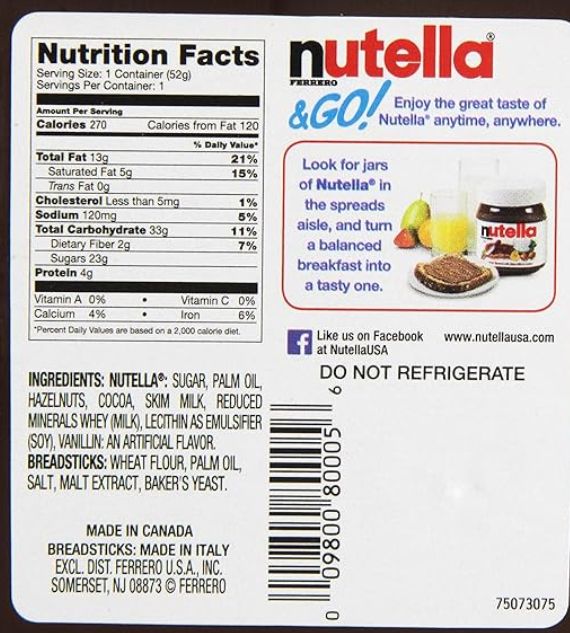 Nutrition Facts
Serving Size: 1 Container (52g)
Servings Per Container: 1
Amount Per Serving
Calories 270 Calories from Fat 120
% Daily Value*
Total Fat 13g 21%
Saturated Fat 5g 15%
Trans Fat 0g
Cholesterol Less than 5mg 1%
Sodium 120mg 5%
Total Carbohydrate 33g 11%
Dietary Fiber 2g 7%
Sugars 23g
Protein 4g
Vitamin A 0% • Vitamin C 0%
Calcium 4% • Iron 6%
*Percent Daily Values are based on a 2,000 calorie diet.
INGREDIENTS: NUTELLA®: SUGAR, PALM OIL,
HAZELNUTS, COCOA, SKIM MILK, REDUCED
MINERALS WHEY (MILK), LECITHIN AS EMULSIFIER
(SOY), VANILLIN: AN ARTIFICIAL FLAVOR.
BREADSTICKS: WHEAT FLOUR, PALM OIL,
SALT, MALT EXTRACT, BAKER'S YEAST.
MADE IN CANADA
BREADSTICKS: MADE IN ITALY
EXCL. DIST. FERRERO U.S.A., INC.
SOMERSET, NJ 08873 © FERRERO
nutella®
FERRERO
&GO!
Enjoy the great taste of
Nutella® anytime, anywhere.
Look for jars
of Nutella® in
the spreads
aisle, and turn
a balanced
breakfast into
a tasty one.
nutella
f
Like us on Facebook www.nutellausa.com
at NutellaUSA
DO NOT REFRIGERATE
0 09800 80005 6
75073075